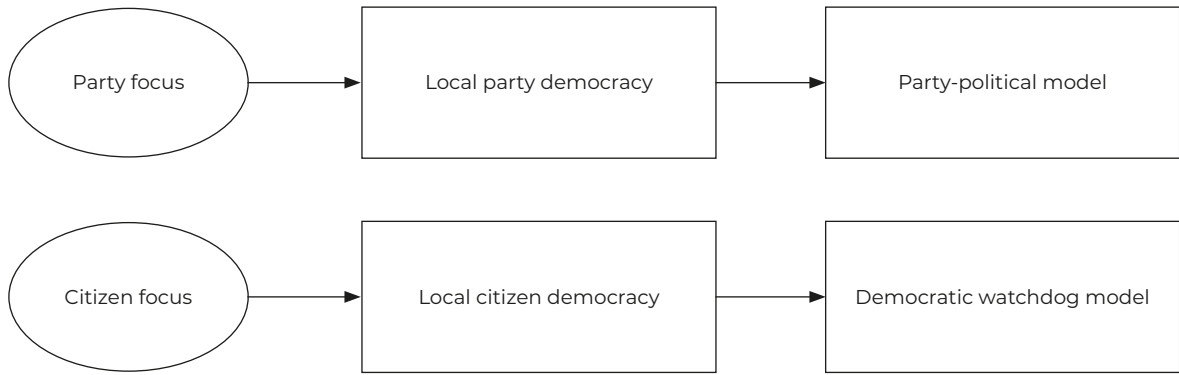 Party focus
Local party democracy
Party-political model
Citizen focus
Local citizen democracy
Democratic watchdog model